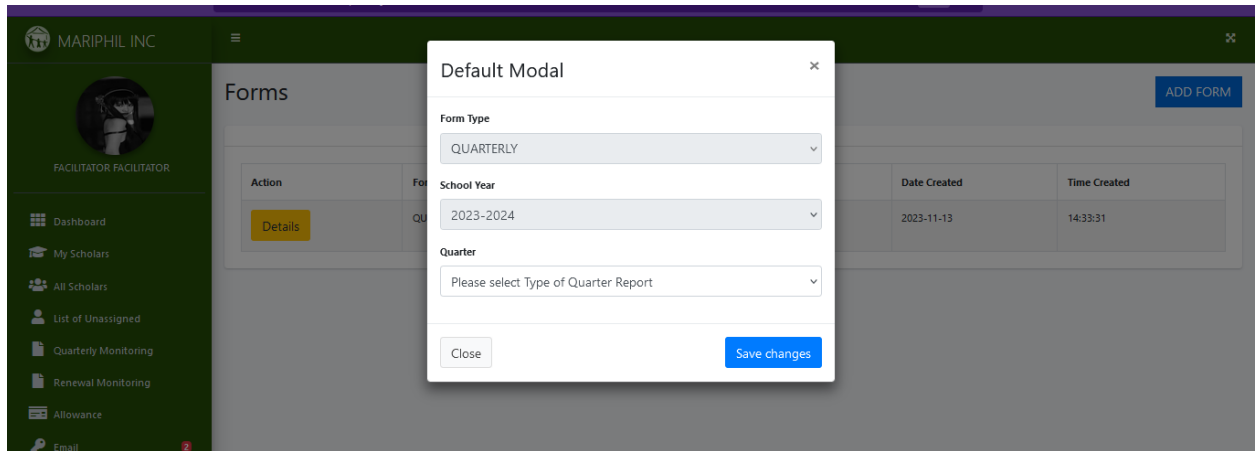 MARIPHIL INC
FACILITATOR FACILITATOR
Dashboard
My Scholars
All Scholars
List of Unassigned
Quarterly Monitoring
Renewal Monitoring
Allowance
Email 2
Forms
ADD FORM
Action
Date Created
Time Created
Details
2023-11-13
14:33:31
Default Modal ×
Form Type
QUARTERLY
School Year
2023-2024
Quarter
Please select Type of Quarter Report
Close
Save changes